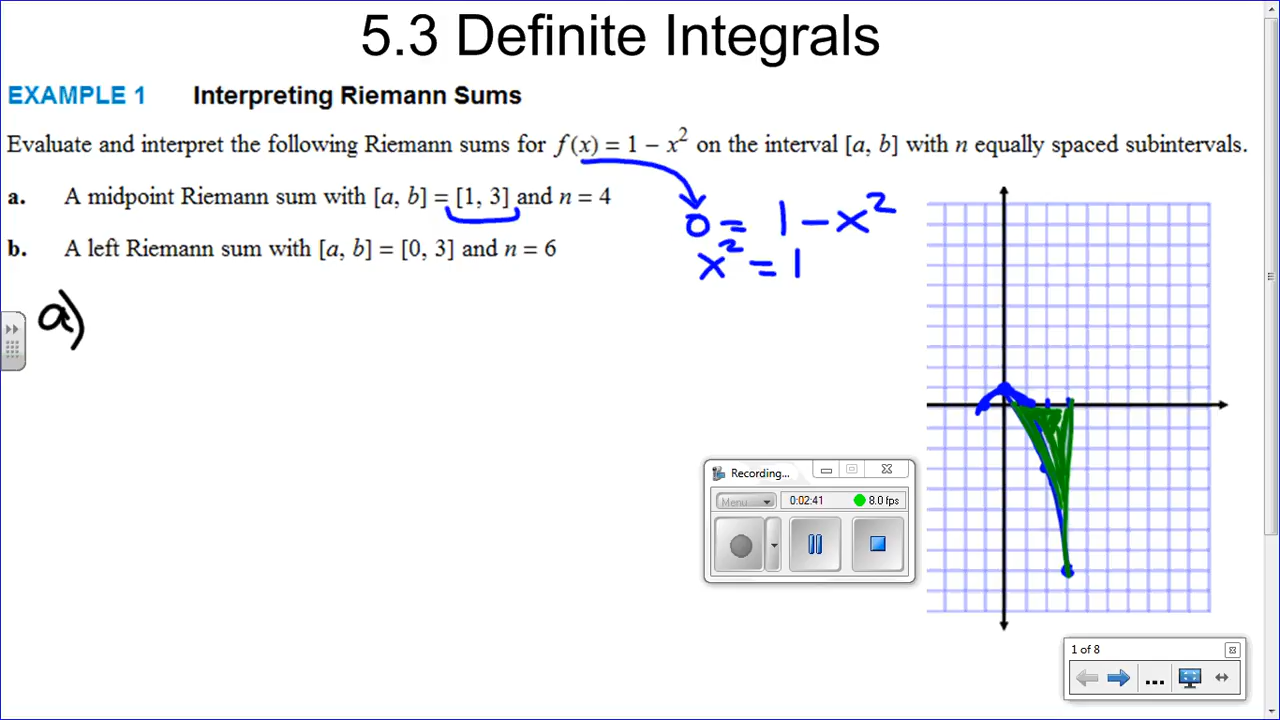 5.3 Definite Integrals
EXAMPLE 1 Interpreting Riemann Sums
Evaluate and interpret the following Riemann sums for f(x) = 1 − x² on the interval [a, b] with n equally spaced subintervals.
a. A midpoint Riemann sum with [a, b] = [1, 3] and n = 4
b. A left Riemann sum with [a, b] = [0, 3] and n = 6
0 = 1 − x²
x² = 1
a)
Recording...
Menu 0:02:41 8.0 fps
1 of 8
...